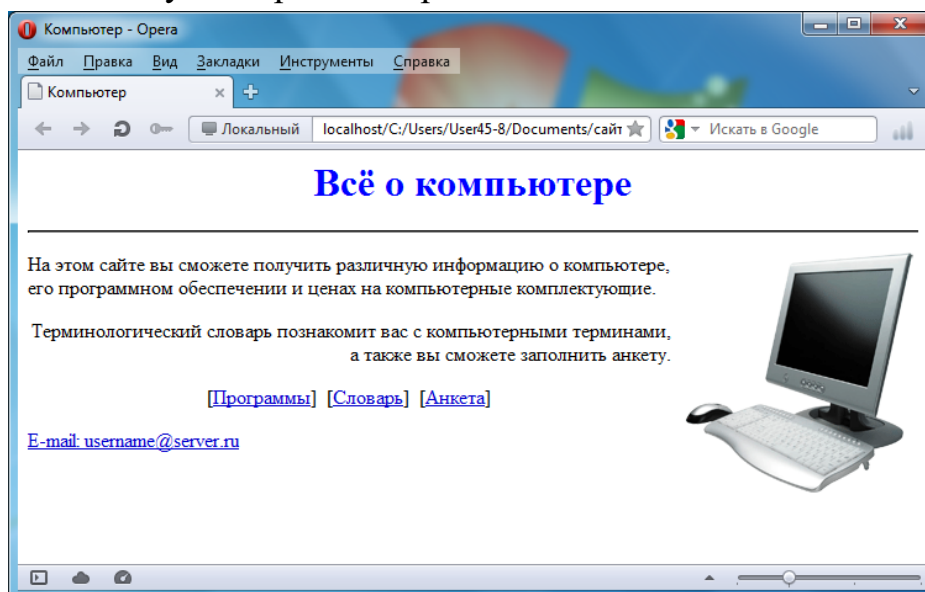 Компьютер - Opera
Файл Правка Вид Закладки Инструменты Справка
Компьютер
Локальный localhost/C:/Users/User45-8/Documents/сайт Искать в Google
Всё о компьютере
На этом сайте вы сможете получить различную информацию о компьютере,
его программном обеспечении и ценах на компьютерные комплектующие.
Терминологический словарь познакомит вас с компьютерными терминами,
а также вы сможете заполнить анкету.
[Программы] [Словарь] [Анкета]
E-mail: username@server.ru